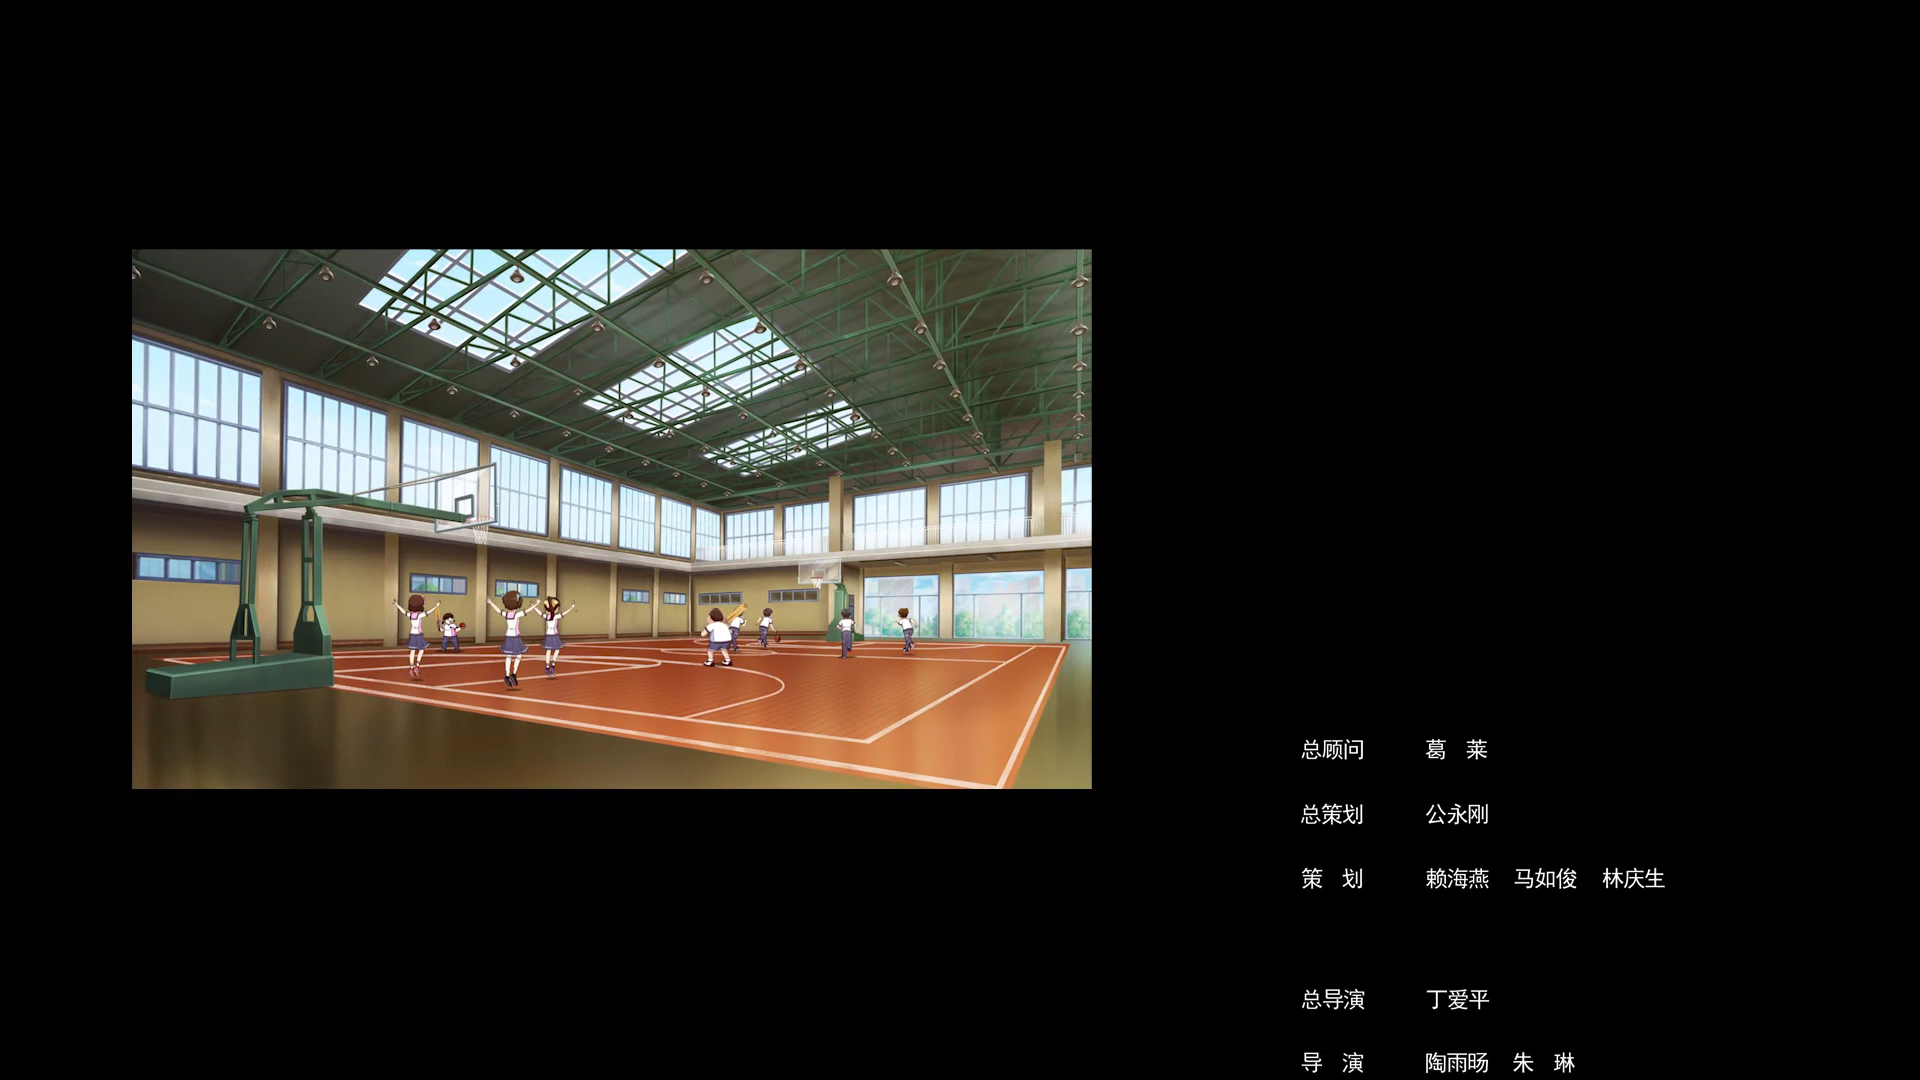 总顾问 葛 莱
总策划 公永刚
策 划 赖海燕 马如俊 林庆生
总导演 丁爱平
导 演 陶雨旸 朱 琳